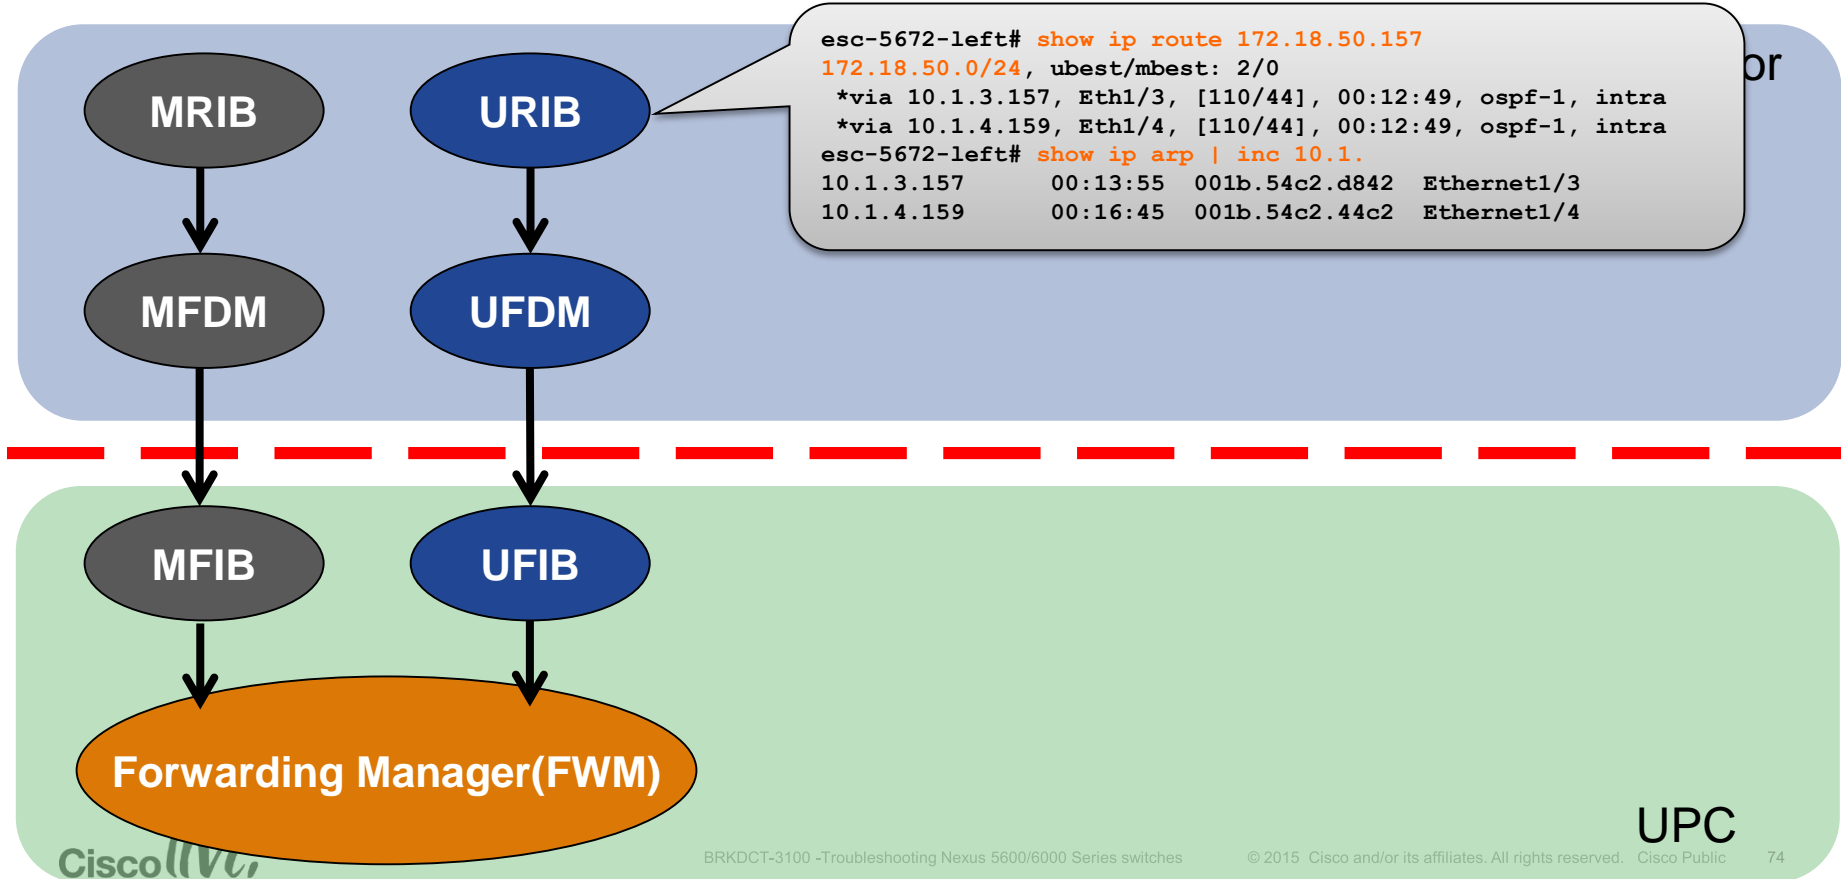 esc-5672-left# show ip route 172.18.50.157
172.18.50.0/24, ubest/mbest: 2/0
*via 10.1.3.157, Eth1/3, [110/44], 00:12:49, ospf-1, intra
*via 10.1.4.159, Eth1/4, [110/44], 00:12:49, ospf-1, intra
esc-5672-left# show ip arp | inc 10.1.
10.1.3.157 00:13:55 001b.54c2.d842 Ethernet1/3
10.1.4.159 00:16:45 001b.54c2.44c2 Ethernet1/4
or
MRIB
URIB
MFDM
UFDM
MFIB
UFIB
Forwarding Manager(FWM)
UPC
Cisco live!
BRKDCT-3100 -Troubleshooting Nexus 5600/6000 Series switches © 2015 Cisco and/or its affiliates. All rights reserved. Cisco Public 74